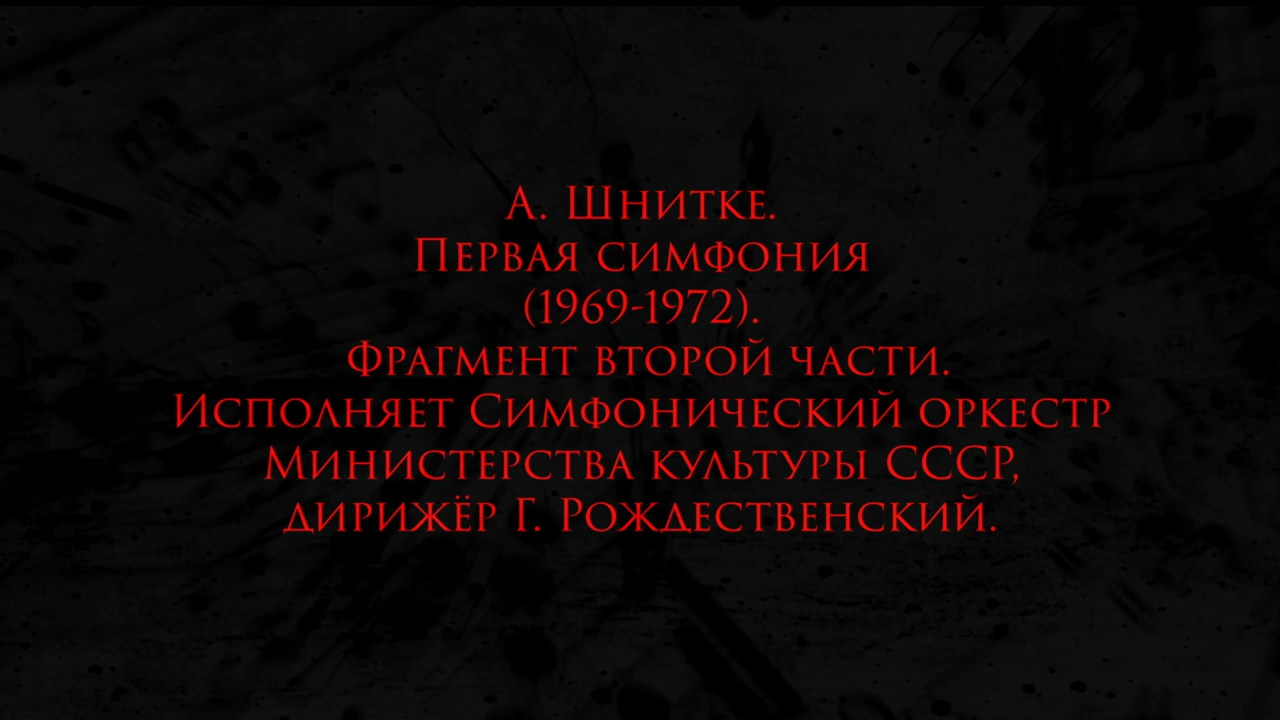 А. Шнитке.
Первая симфония
(1969-1972).
Фрагмент второй части.
Исполняет Симфонический оркестр
Министерства культуры СССР,
дирижёр Г. Рождественский.